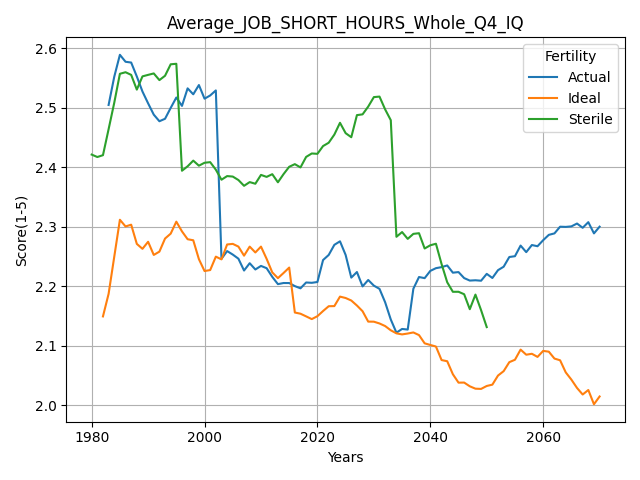 Average_JOB_SHORT_HOURS_Whole_Q4_IQ
Fertility
Actual
Ideal
Sterile
Score(1-5)
2.6
2.5
2.4
2.3
2.2
2.1
2.0
1980 2000 2020 2040 2060
Years